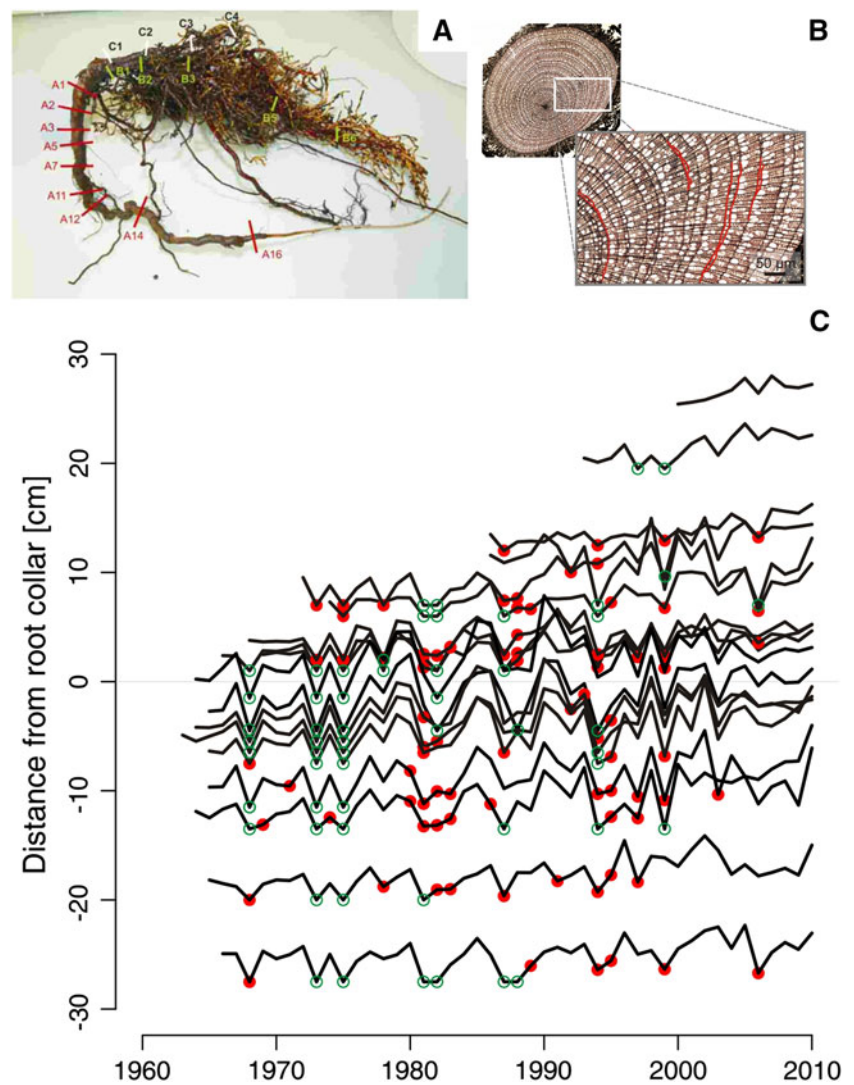 A
C1
C2
C3
C4
B1
B2
B3
B5
B6
A1
A2
A3
A5
A7
A11
A12
A14
A16
B
50 µm
C
Distance from root collar [cm]
30
20
10
0
-10
-20
-30
1960
1970
1980
1990
2000
2010